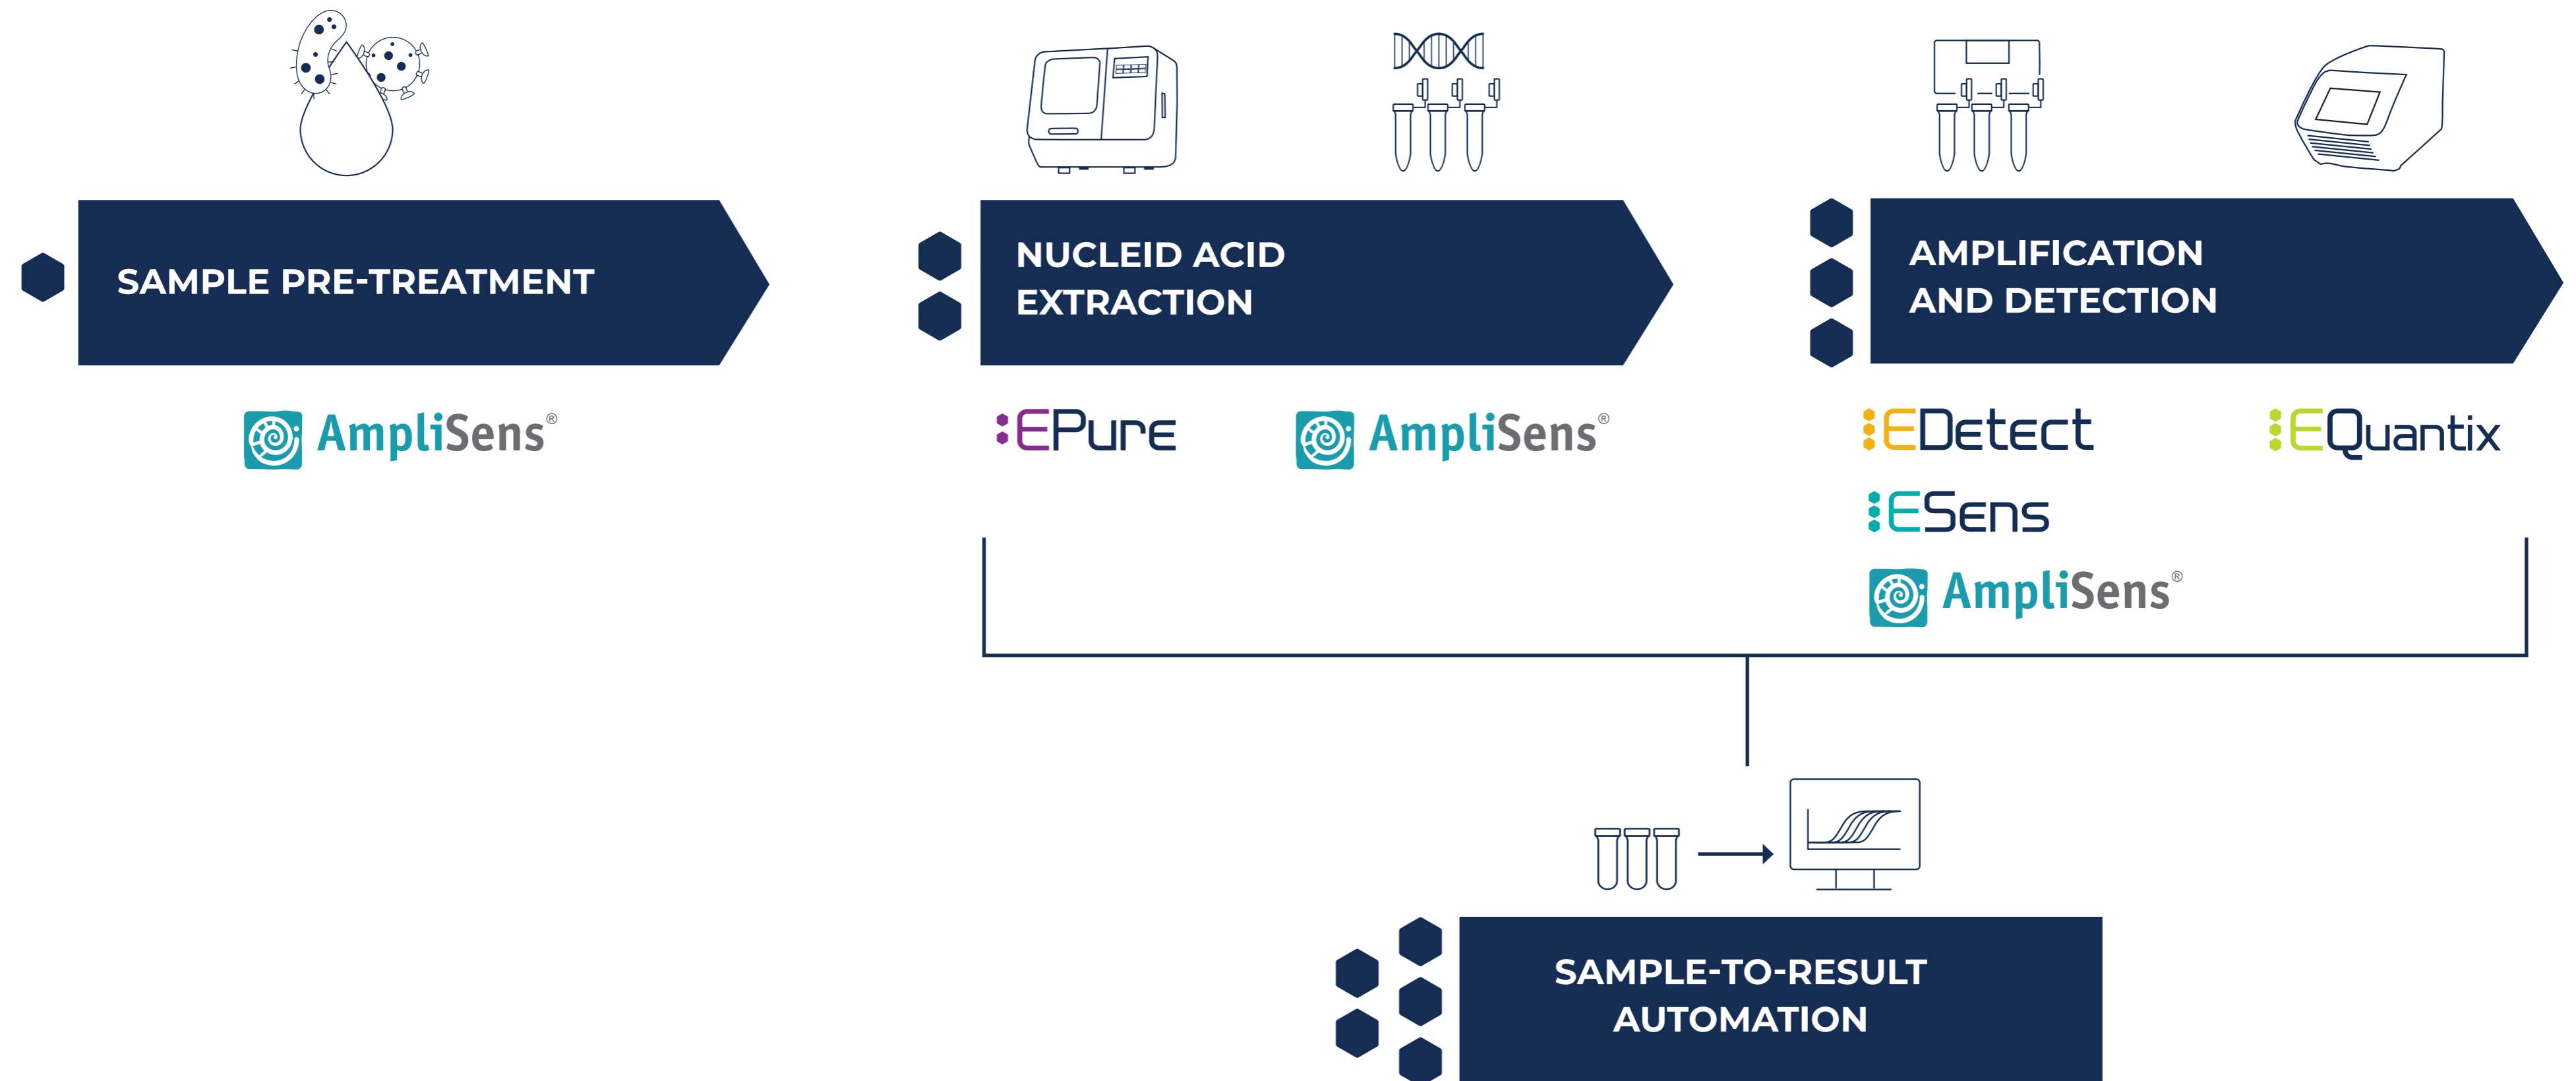 SAMPLE PRE-TREATMENT
AmpliSens®
NUCLEID ACID
EXTRACTION
EPure
AmpliSens®
AMPLIFICATION
AND DETECTION
EDetect
EQuantix
ESens
AmpliSens®
SAMPLE-TO-RESULT
AUTOMATION